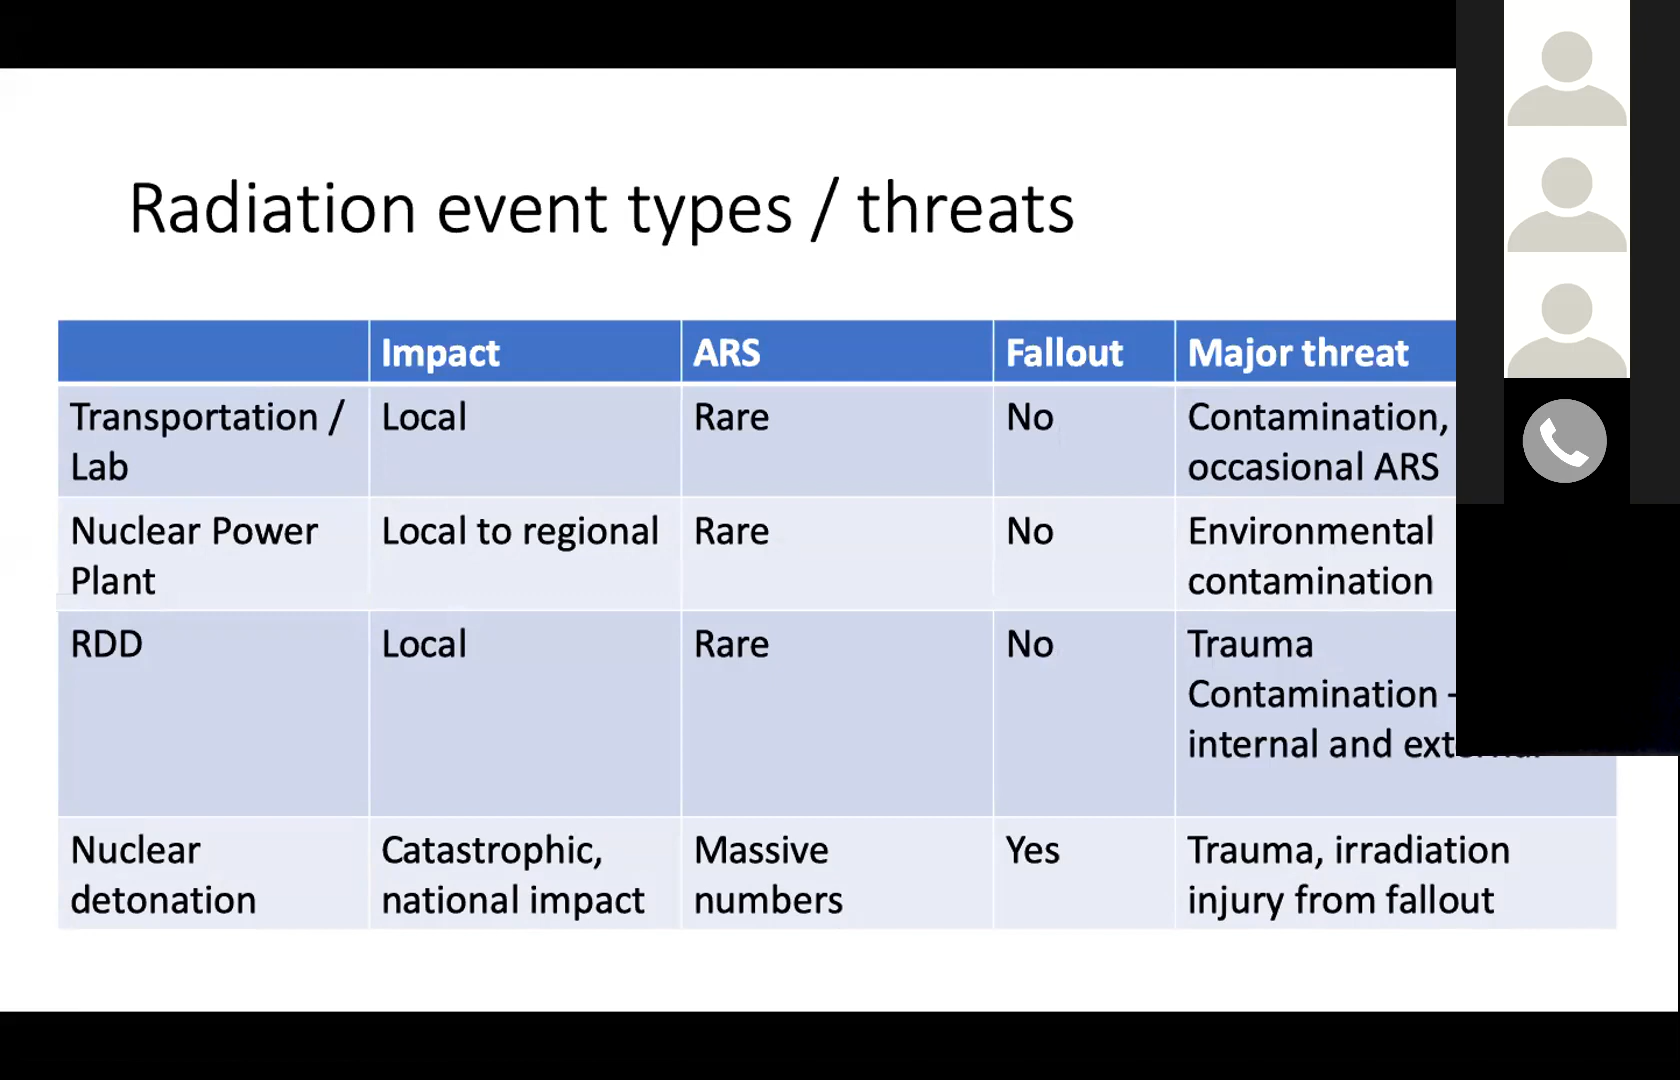 Radiation event types / threats
Impact ARS Fallout Major threat
Transportation / Local Rare No Contamination,
Lab occasional ARS
Nuclear Power Local to regional Rare No Environmental
Plant contamination
RDD Local Rare No Trauma
Contamination -
internal and external
Nuclear Catastrophic, Massive Yes Trauma, irradiation
detonation national impact numbers injury from fallout